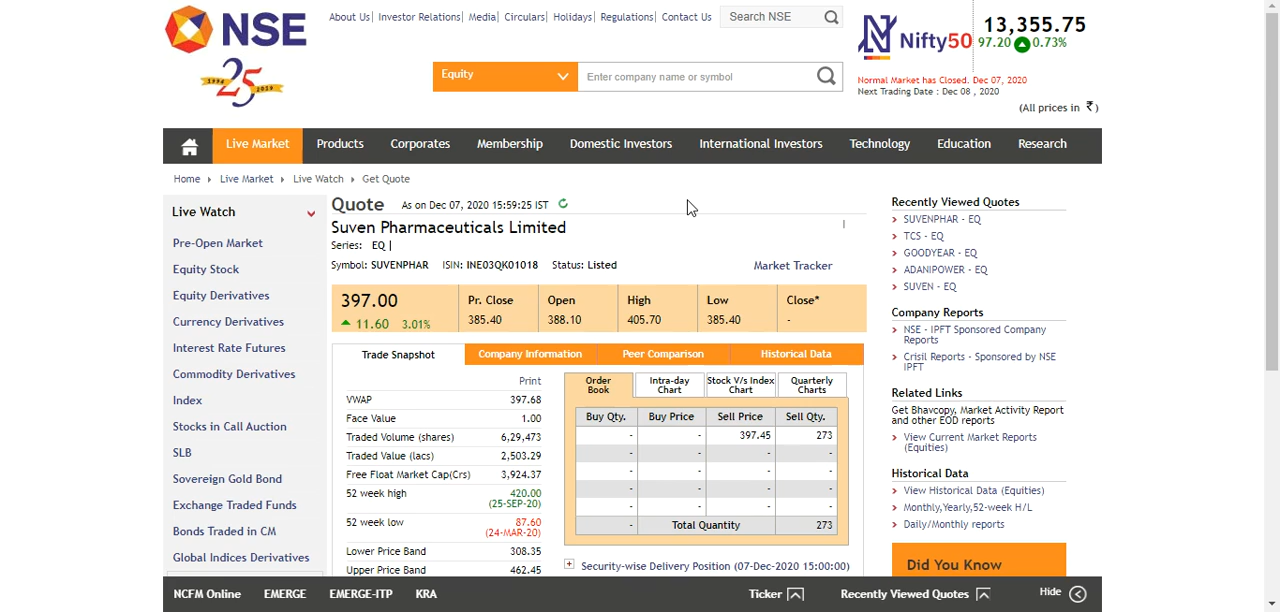 NSE
1994 25 2019
About Us| Investor Relations| Media| Circulars| Holidays| Regulations| Contact Us
Search NSE
Nifty50
13,355.75
97.20 0.73%
Equity
Enter company name or symbol
Normal Market has Closed. Dec 07, 2020
Next Trading Date : Dec 08 , 2020
(All prices in ₹)
Live Market Products Corporates Membership Domestic Investors International Investors Technology Education Research
Home Live Market Live Watch Get Quote
Live Watch
Pre-Open Market
Equity Stock
Equity Derivatives
Currency Derivatives
Interest Rate Futures
Commodity Derivatives
Index
Stocks in Call Auction
SLB
Sovereign Gold Bond
Exchange Traded Funds
Bonds Traded in CM
Global Indices Derivatives
Quote As on Dec 07, 2020 15:59:25 IST
Suven Pharmaceuticals Limited
Series: EQ |
Symbol: SUVENPHAR ISIN: INE03QK01018 Status: Listed
Market Tracker
397.00 Pr. Close Open High Low Close*
11.60 3.01% 385.40 388.10 405.70 385.40 -
Trade Snapshot Company Information Peer Comparison Historical Data
Print
VWAP 397.68
Face Value 1.00
Traded Volume (shares) 6,29,473
Traded Value (lacs) 2,503.29
Free Float Market Cap(Crs) 3,924.37
52 week high 420.00
(25-SEP-20)
52 week low 87.60
(24-MAR-20)
Lower Price Band 308.35
Upper Price Band 462.45
Order Book
Intra-day Chart
Stock V/s Index Chart
Quarterly Charts
Buy Qty. Buy Price Sell Price Sell Qty.
- - 397.45 273
- - - -
- - - -
- - - -
- - - -
- Total Quantity 273
Security-wise Delivery Position (07-Dec-2020 15:00:00)
Recently Viewed Quotes
SUVENPHAR - EQ
TCS - EQ
GOODYEAR - EQ
ADANIPOWER - EQ
SUVEN - EQ
Company Reports
NSE - IPFT Sponsored Company
Reports
Crisil Reports - Sponsored by NSE
IPFT
Related Links
Get Bhavcopy, Market Activity Report
and other EOD reports
View Current Market Reports
(Equities)
Historical Data
View Historical Data (Equities)
Monthly,Yearly,52-week H/L
Daily/Monthly reports
Did You Know
NCFM Online EMERGE EMERGE-ITP KRA Ticker Recently Viewed Quotes Hide